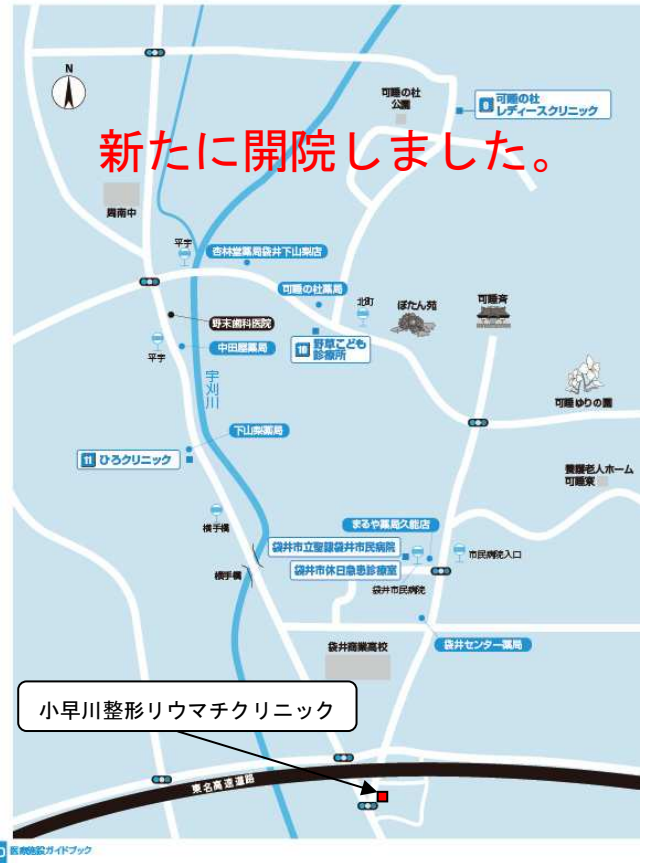 N
可睡の杜
公園
9 可睡の杜
レディースクリニック
新たに開院しました。
周南中
平宇
杏林堂薬局袋井下山梨店
可睡の杜薬局
北町
ぼたん苑
可睡斎
野末歯科医院
10 野草こども
診療所
平宇
中田屋薬局
宇刈川
可睡ゆりの園
下山梨薬局
11 ひろクリニック
養護老人ホーム
可睡寮
横手橋
まるや薬局久能店
袋井市立聖隷袋井市民病院
市民病院入口
横手橋
袋井市休日急患診療室
袋井市民病院
袋井商業高校
袋井センター薬局
小早川整形リウマチクリニック
東名高速道路
医療施設ガイドブック